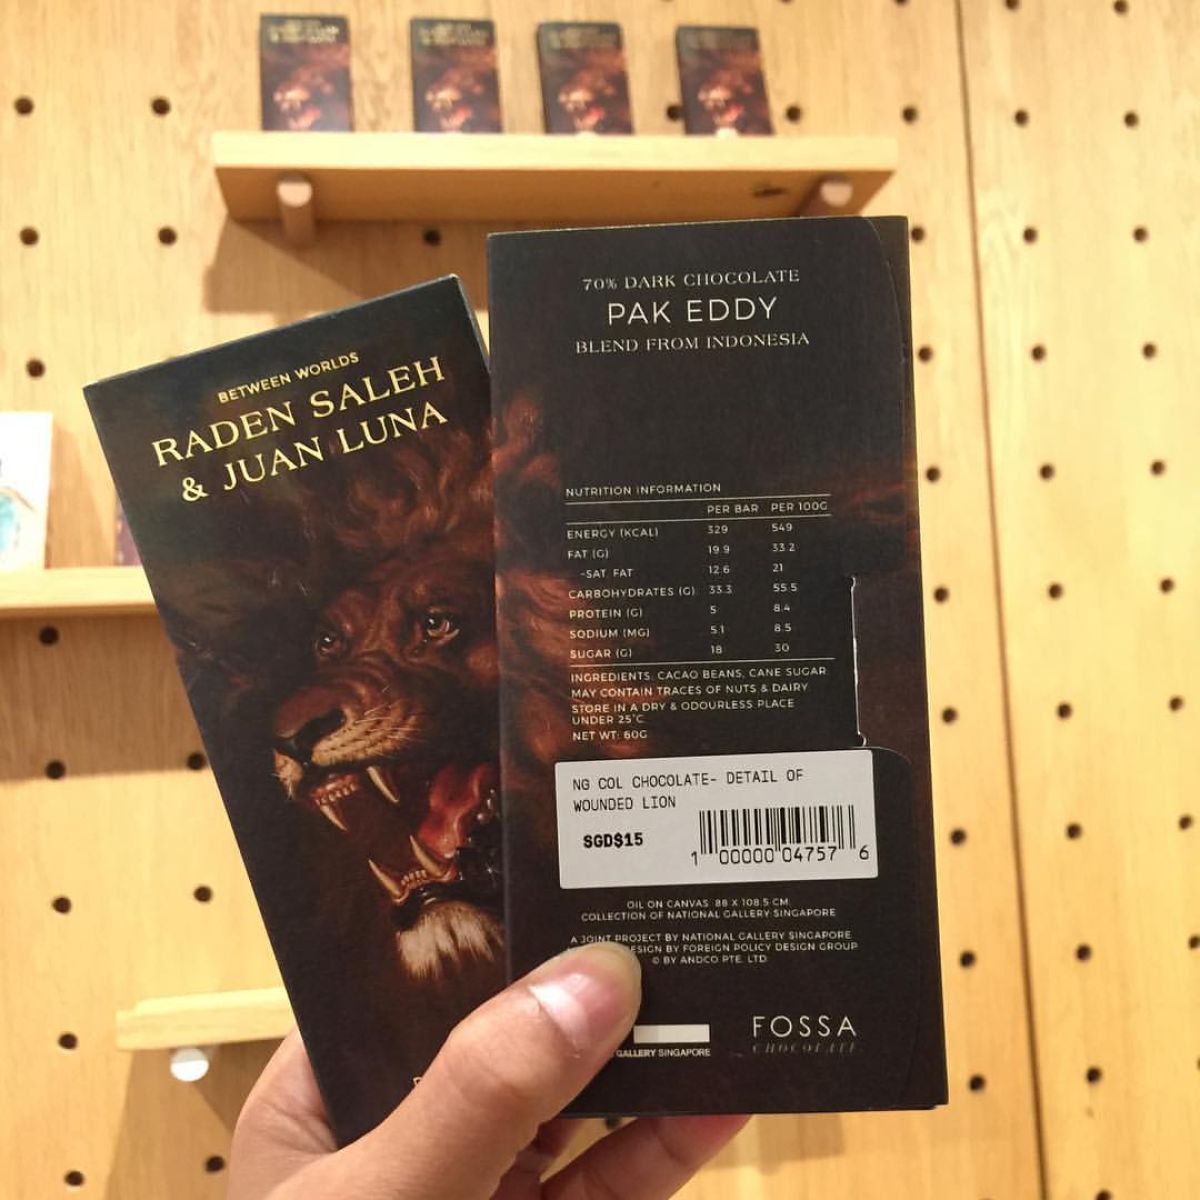 BETWEEN WORLDS
RADEN SALEH
& JUAN LUNA
70% DARK CHOCOLATE
PAK EDDY
BLEND FROM INDONESIA
NUTRITION INFORMATION
PER BAR PER 100G
ENERGY (KCAL) 329 549
FAT (G) 19.9 33.2
-SAT. FAT 12.6 21
CARBOHYDRATES (G) 33.3 55.5
PROTEIN (G) 5 8.4
SODIUM (MG) 5.1 8.5
SUGAR (G) 18 30
INGREDIENTS: CACAO BEANS, CANE SUGAR.
MAY CONTAIN TRACES OF NUTS & DAIRY.
STORE IN A DRY & ODOURLESS PLACE
UNDER 25°C.
NET WT: 60G
NG COL CHOCOLATE- DETAIL OF
WOUNDED LION
SGD$15
1 00000 04757 6
OIL ON CANVAS. 88 X 108.5 CM.
COLLECTION OF NATIONAL GALLERY SINGAPORE
A JOINT PROJECT BY NATIONAL GALLERY SINGAPORE
DESIGN BY FOREIGN POLICY DESIGN GROUP
© BY ANDCO PTE. LTD.
GALLERY SINGAPORE
FOSSA
CHOCOLATE